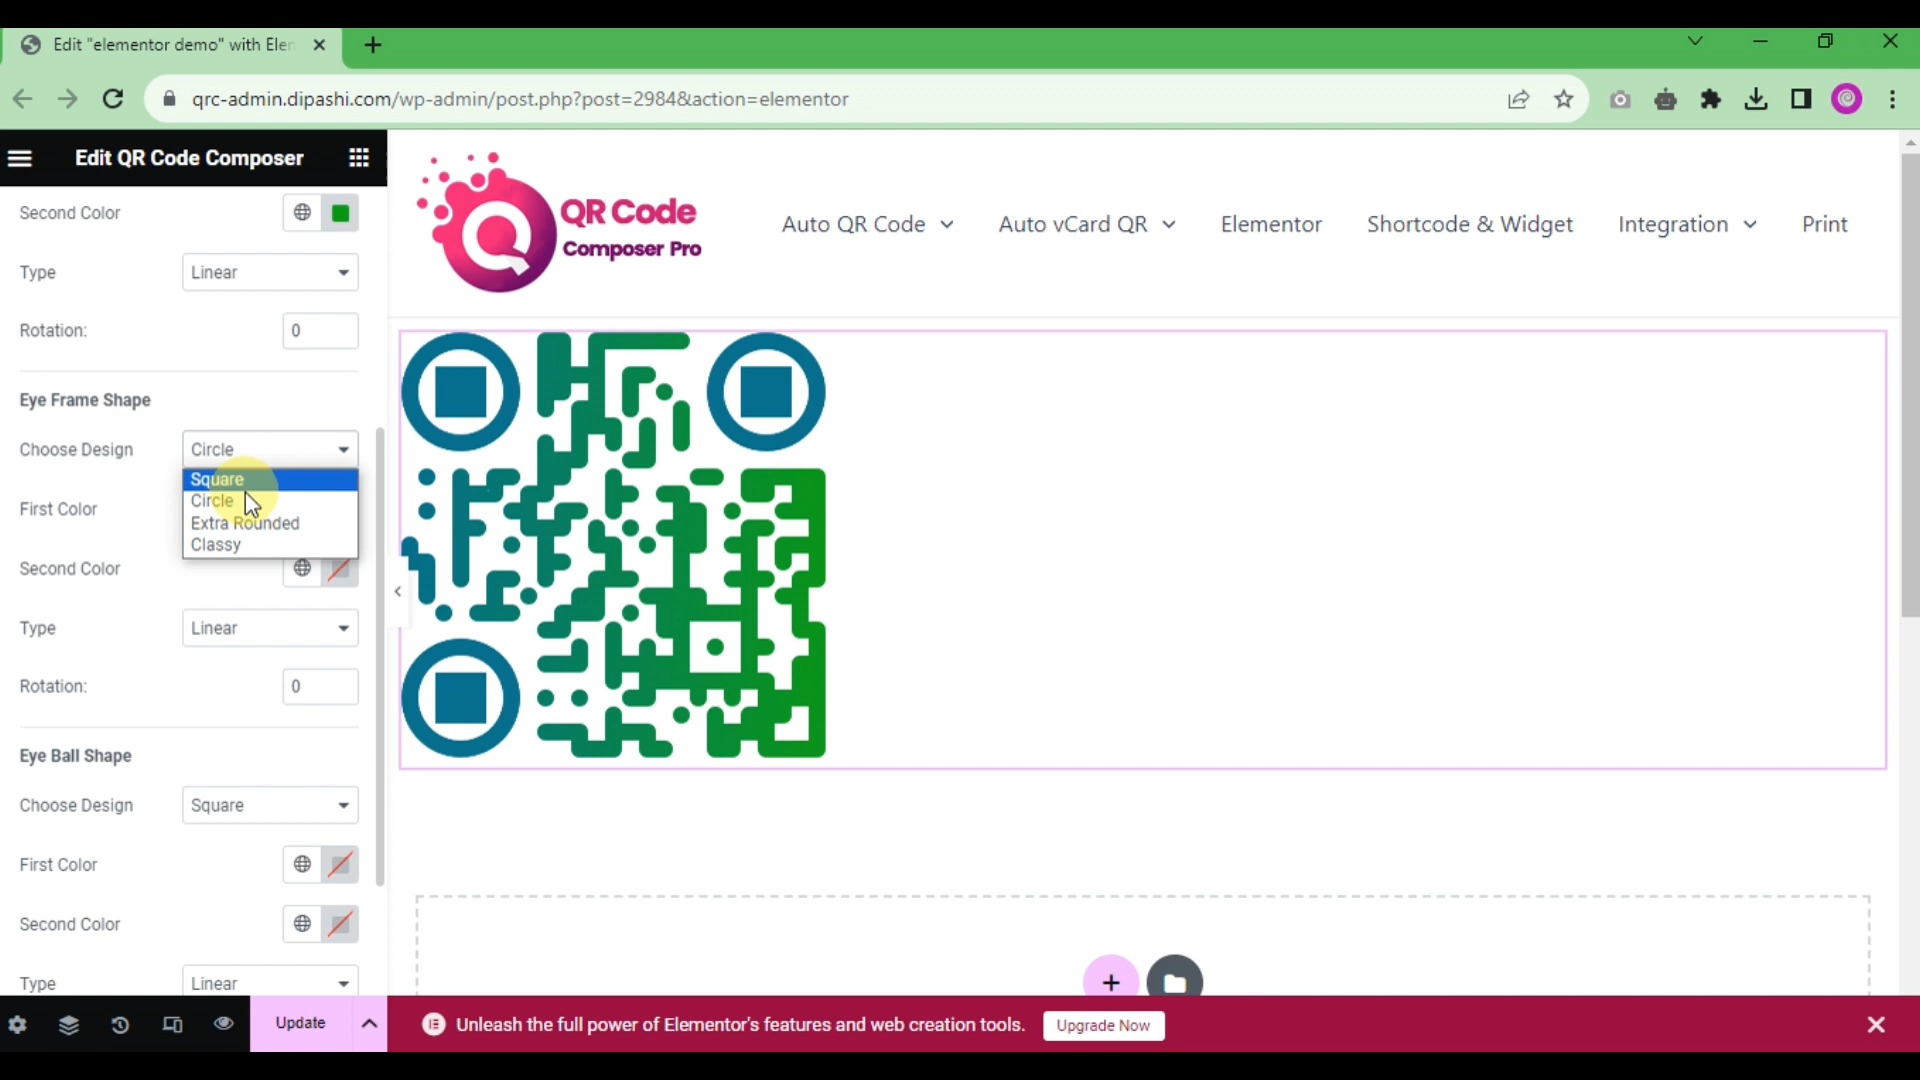 Edit "elementor demo" with Elen
qrc-admin.dipashi.com/wp-admin/post.php?post=2984&action=elementor
Edit QR Code Composer
Second Color
Type
Linear
Rotation:
0
Eye Frame Shape
Choose Design
Circle
Square
Circle
Extra Rounded
Classy
First Color
Second Color
Type
Linear
Rotation:
0
Eye Ball Shape
Choose Design
Square
First Color
Second Color
Type
Linear
Update
QR Code
Composer Pro
Auto QR Code
Auto vCard QR
Elementor
Shortcode & Widget
Integration
Print
Unleash the full power of Elementor's features and web creation tools.
Upgrade Now